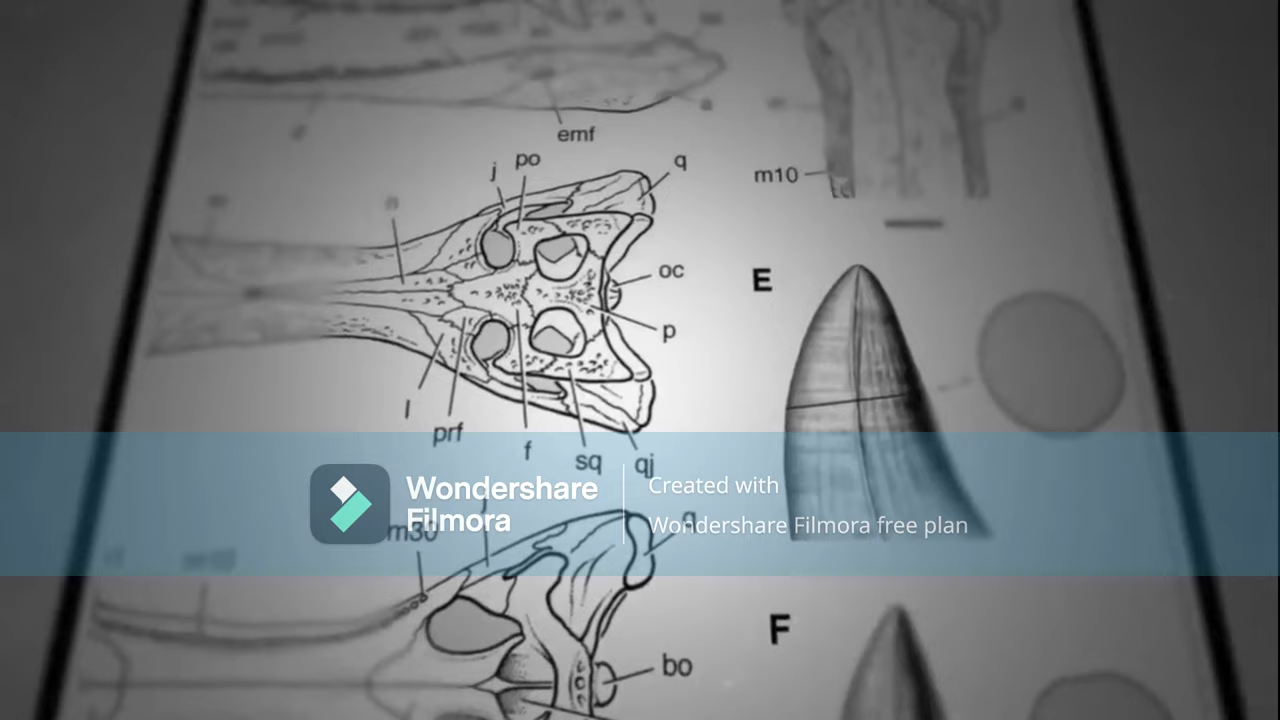 emf
j
po
q
m10
n
oc
E
p
l
prf
f
sq
qj
Wondershare
Filmora
Created with
Wondershare Filmora free plan
m30
j
q
F
bo